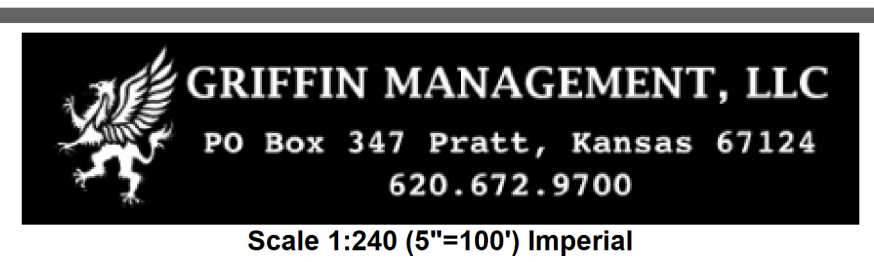 GRIFFIN MANAGEMENT, LLC
PO Box 347 Pratt, Kansas 67124
620.672.9700
Scale 1:240 (5"=100') Imperial